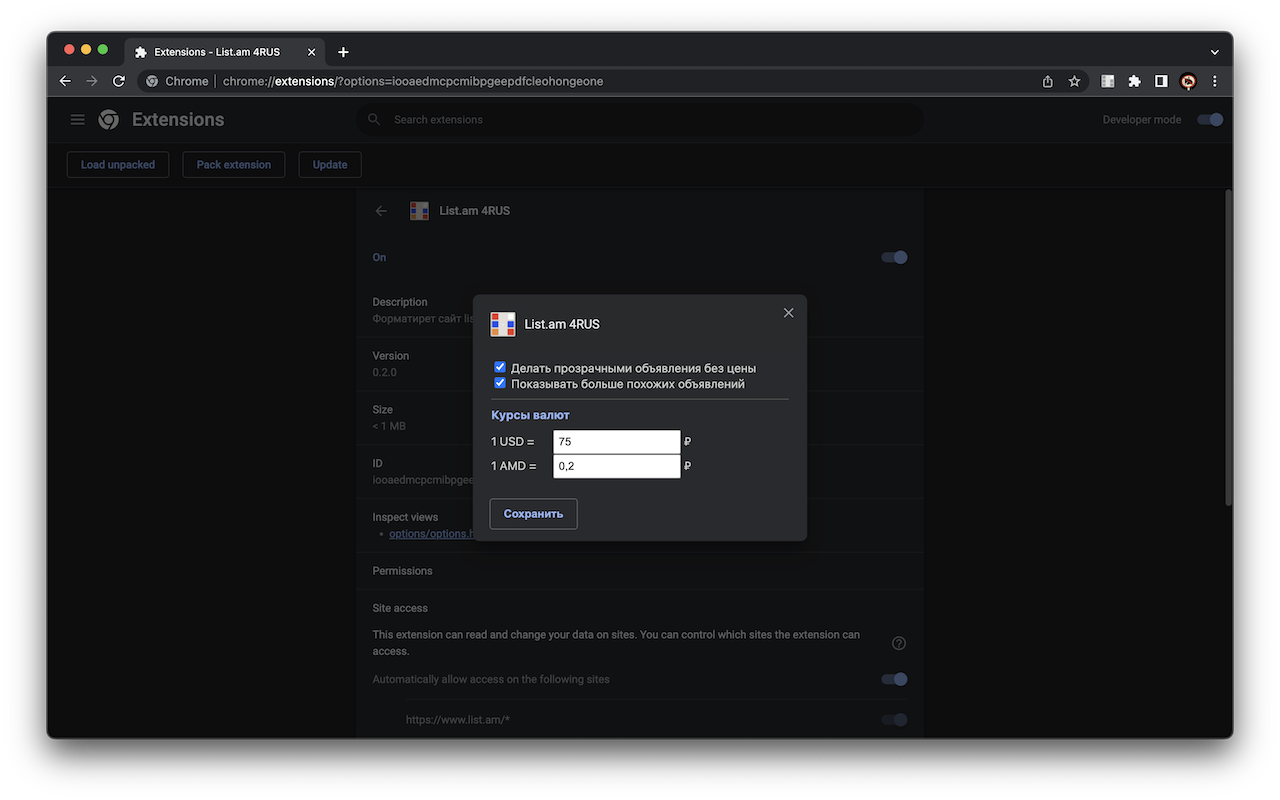 Extensions - List.am 4RUS
Chrome | chrome://extensions/?options=iooaedmcpcmibpgeepdfcleohongeone
Extensions
Search extensions
Developer mode
Load unpacked
Pack extension
Update
List.am 4RUS
On
Description
Форматирет сайт
Version
0.2.0
Size
< 1 MB
ID
iooaedmcpcmibpgee
Inspect views
options/options.h
List.am 4RUS
Делать прозрачными объявления без цены
Показывать больше похожих объявлений
Курсы валют
1 USD = 75 ₽
1 AMD = 0,2 ₽
Сохранить
Permissions
Site access
This extension can read and change your data on sites. You can control which sites the extension can
access.
Automatically allow access on the following sites
https://www.list.am/*